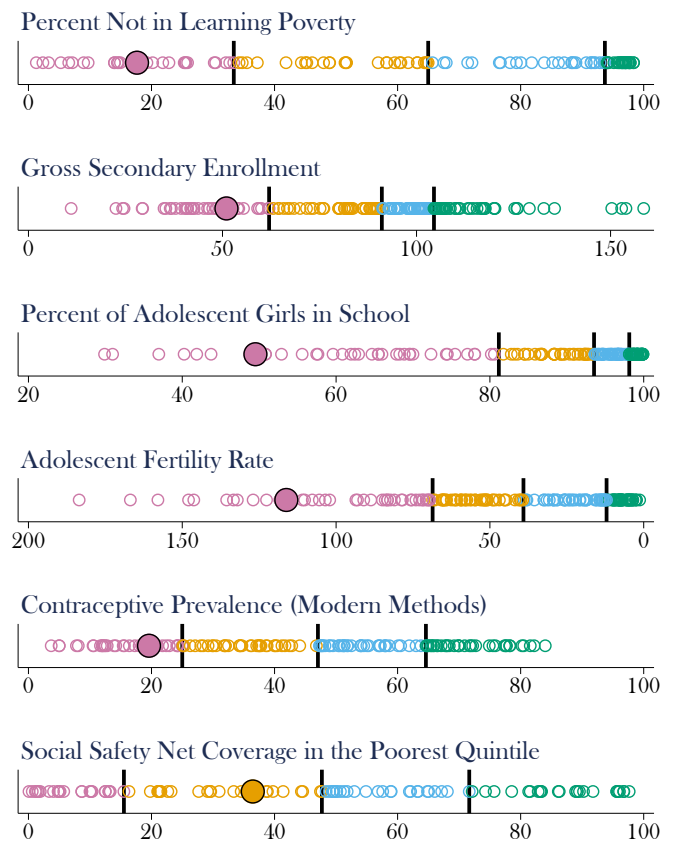 Percent Not in Learning Poverty
0 20 40 60 80 100
Gross Secondary Enrollment
0 50 100 150
Percent of Adolescent Girls in School
20 40 60 80 100
Adolescent Fertility Rate
200 150 100 50 0
Contraceptive Prevalence (Modern Methods)
0 20 40 60 80 100
Social Safety Net Coverage in the Poorest Quintile
0 20 40 60 80 100